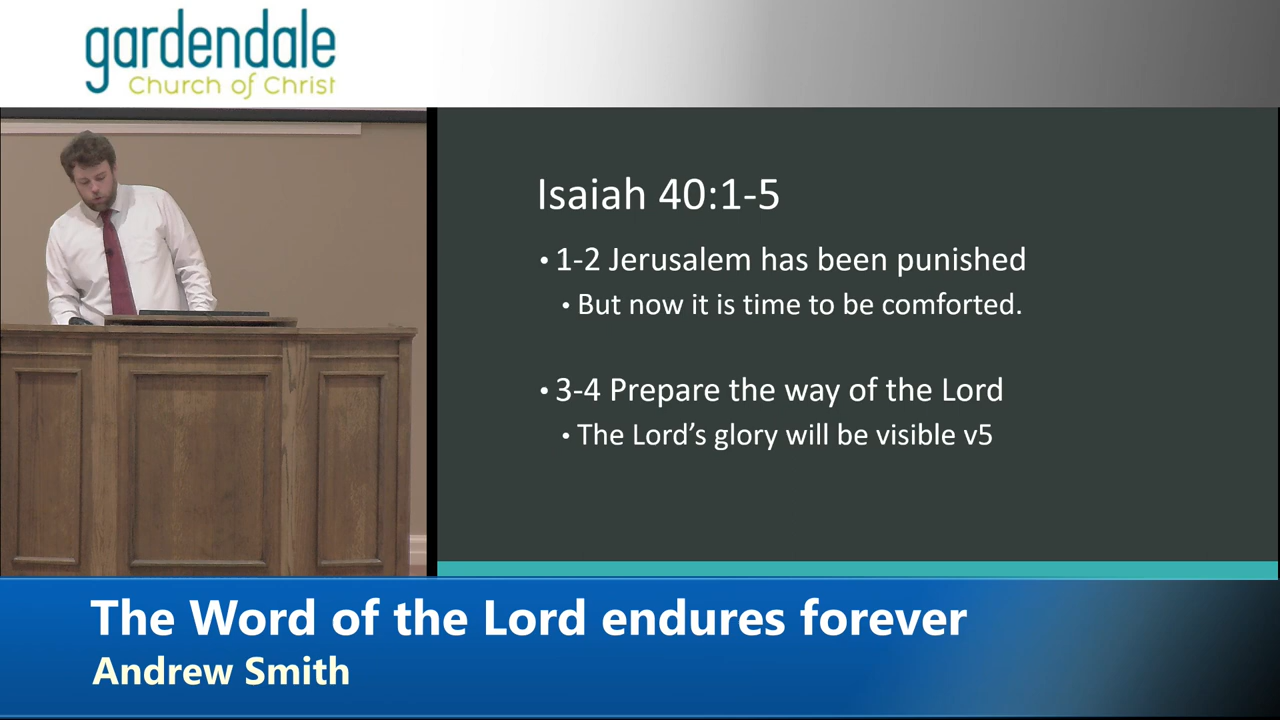 gardendale
Church of Christ
Isaiah 40:1-5
• 1-2 Jerusalem has been punished
• But now it is time to be comforted.
• 3-4 Prepare the way of the Lord
• The Lord's glory will be visible v5
The Word of the Lord endures forever
Andrew Smith